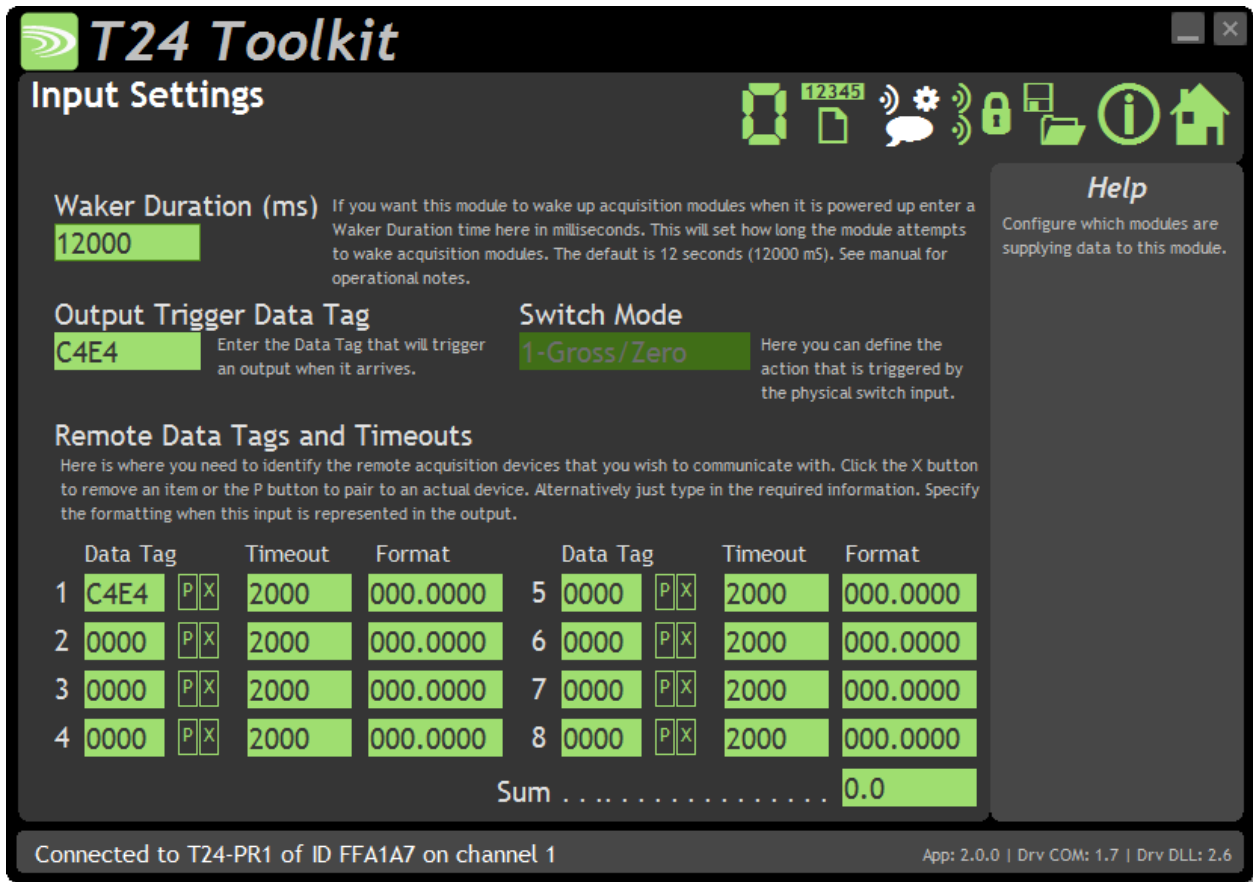 T24 Toolkit
Input Settings
12345
Help
Configure which modules are
supplying data to this module.
Waker Duration (ms)
12000
If you want this module to wake up acquisition modules when it is powered up enter a
Waker Duration time here in milliseconds. This will set how long the module attempts
to wake acquisition modules. The default is 12 seconds (12000 mS). See manual for
operational notes.
Output Trigger Data Tag
C4E4
Enter the Data Tag that will trigger
an output when it arrives.
Switch Mode
1-Gross/Zero
Here you can define the
action that is triggered by
the physical switch input.
Remote Data Tags and Timeouts
Here is where you need to identify the remote acquisition devices that you wish to communicate with. Click the X button
to remove an item or the P button to pair to an actual device. Alternatively just type in the required information. Specify
the formatting when this input is represented in the output.
Data Tag Timeout Format Data Tag Timeout Format
1 C4E4 P X 2000 000.0000 5 0000 P X 2000 000.0000
2 0000 P X 2000 000.0000 6 0000 P X 2000 000.0000
3 0000 P X 2000 000.0000 7 0000 P X 2000 000.0000
4 0000 P X 2000 000.0000 8 0000 P X 2000 000.0000
Sum . . .. . . . . . . . . . . . . . 0.0
Connected to T24-PR1 of ID FFA1A7 on channel 1
App: 2.0.0 | Drv COM: 1.7 | Drv DLL: 2.6